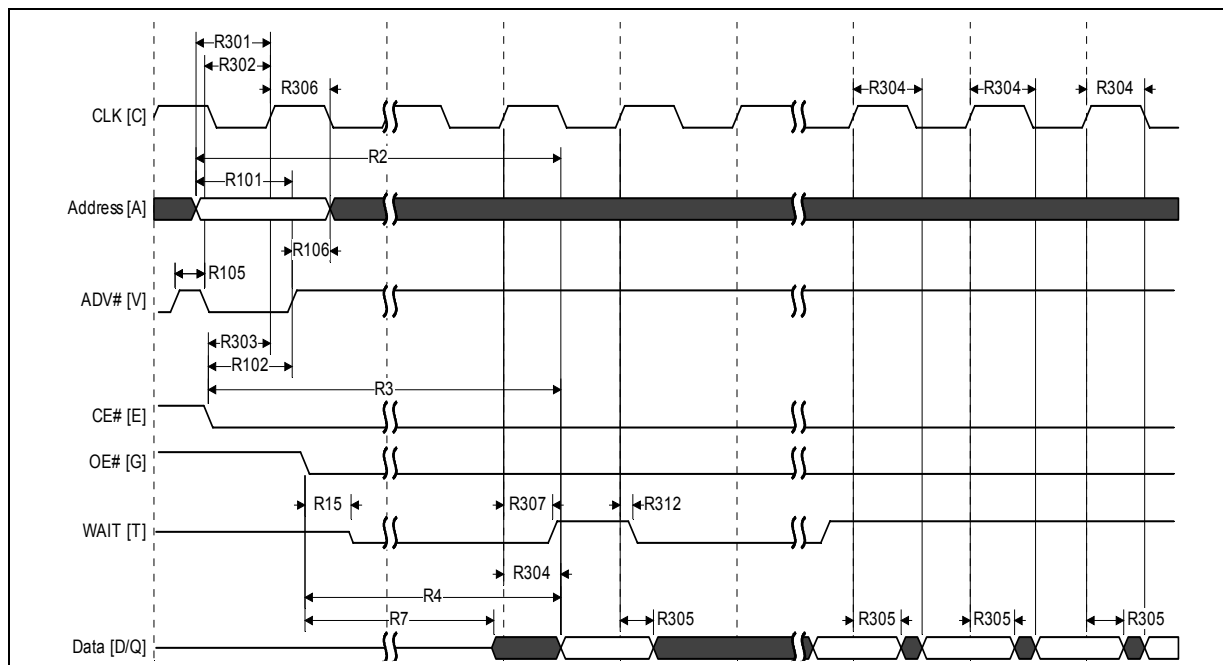 R301
R302
R306
R304
R304
R304
CLK [C]
R2
R101
Address [A]
R106
R105
ADV# [V]
R303
R102
R3
CE# [E]
OE# [G]
R15
R307
R312
WAIT [T]
R304
R4
R7
R305
R305
R305
R305
Data [D/Q]